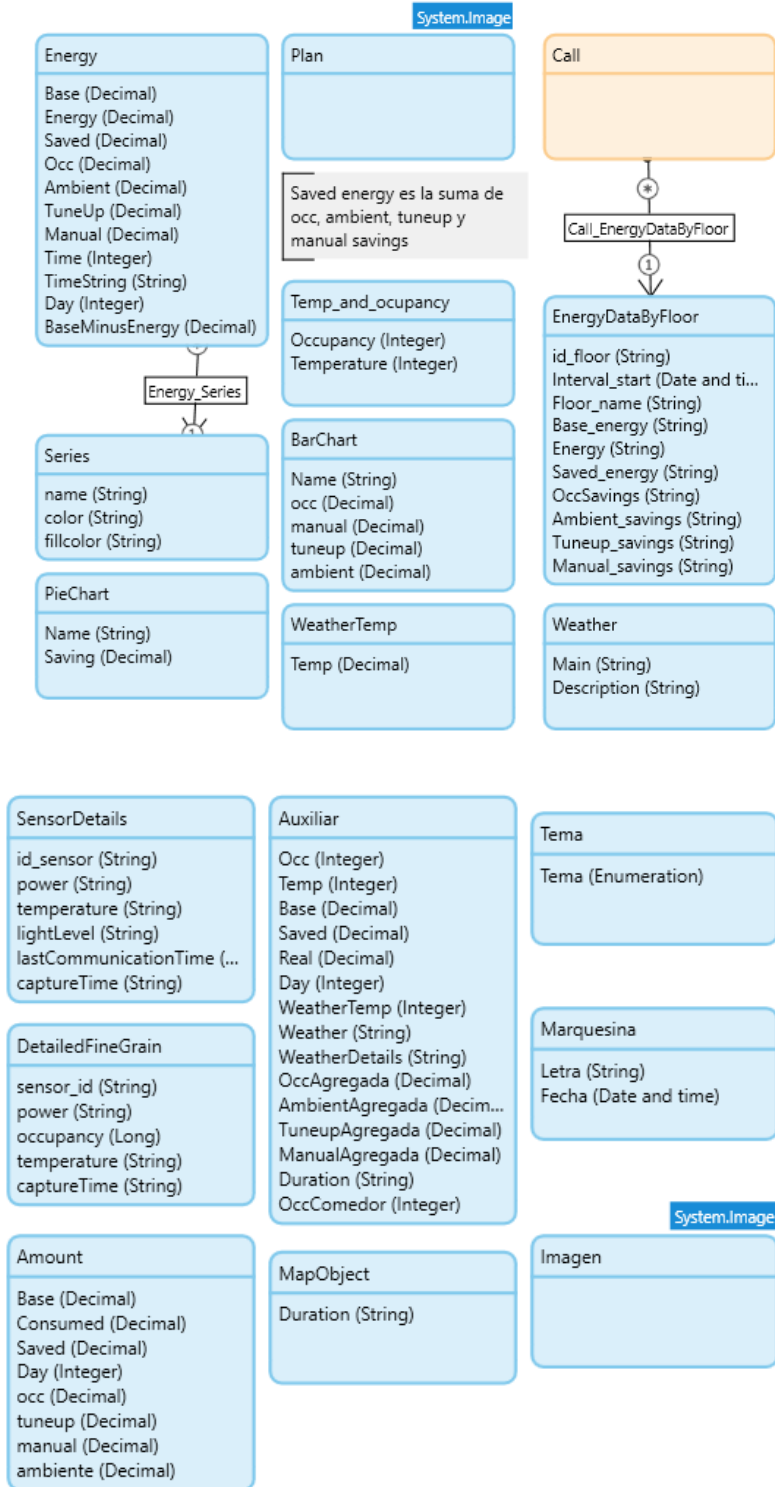 System.Image
Energy
Base (Decimal)
Energy (Decimal)
Saved (Decimal)
Occ (Decimal)
Ambient (Decimal)
TuneUp (Decimal)
Manual (Decimal)
Time (Integer)
TimeString (String)
Day (Integer)
BaseMinusEnergy (Decimal)
Plan
Call
Saved energy es la suma de
occ, ambient, tuneup y
manual savings
*
Call_EnergyDataByFloor
1
Temp_and_ocupancy
Occupancy (Integer)
Temperature (Integer)
EnergyDataByFloor
id_floor (String)
Interval_start (Date and ti...
Floor_name (String)
Base_energy (String)
Energy (String)
Saved_energy (String)
OccSavings (String)
Ambient_savings (String)
Tuneup_savings (String)
Manual_savings (String)
Energy_Series
Series
name (String)
color (String)
fillcolor (String)
BarChart
Name (String)
occ (Decimal)
manual (Decimal)
tuneup (Decimal)
ambient (Decimal)
PieChart
Name (String)
Saving (Decimal)
WeatherTemp
Temp (Decimal)
Weather
Main (String)
Description (String)
SensorDetails
id_sensor (String)
power (String)
temperature (String)
lightLevel (String)
lastCommunicationTime (...
captureTime (String)
Auxiliar
Occ (Integer)
Temp (Integer)
Base (Decimal)
Saved (Decimal)
Real (Decimal)
Day (Integer)
WeatherTemp (Integer)
Weather (String)
WeatherDetails (String)
OccAgregada (Decimal)
AmbientAgregada (Decim...
TuneupAgregada (Decimal)
ManualAgregada (Decimal)
Duration (String)
OccComedor (Integer)
Tema
Tema (Enumeration)
DetailedFineGrain
sensor_id (String)
power (String)
occupancy (Long)
temperature (String)
captureTime (String)
Marquesina
Letra (String)
Fecha (Date and time)
System.Image
Amount
Base (Decimal)
Consumed (Decimal)
Saved (Decimal)
Day (Integer)
occ (Decimal)
tuneup (Decimal)
manual (Decimal)
ambiente (Decimal)
MapObject
Duration (String)
Imagen